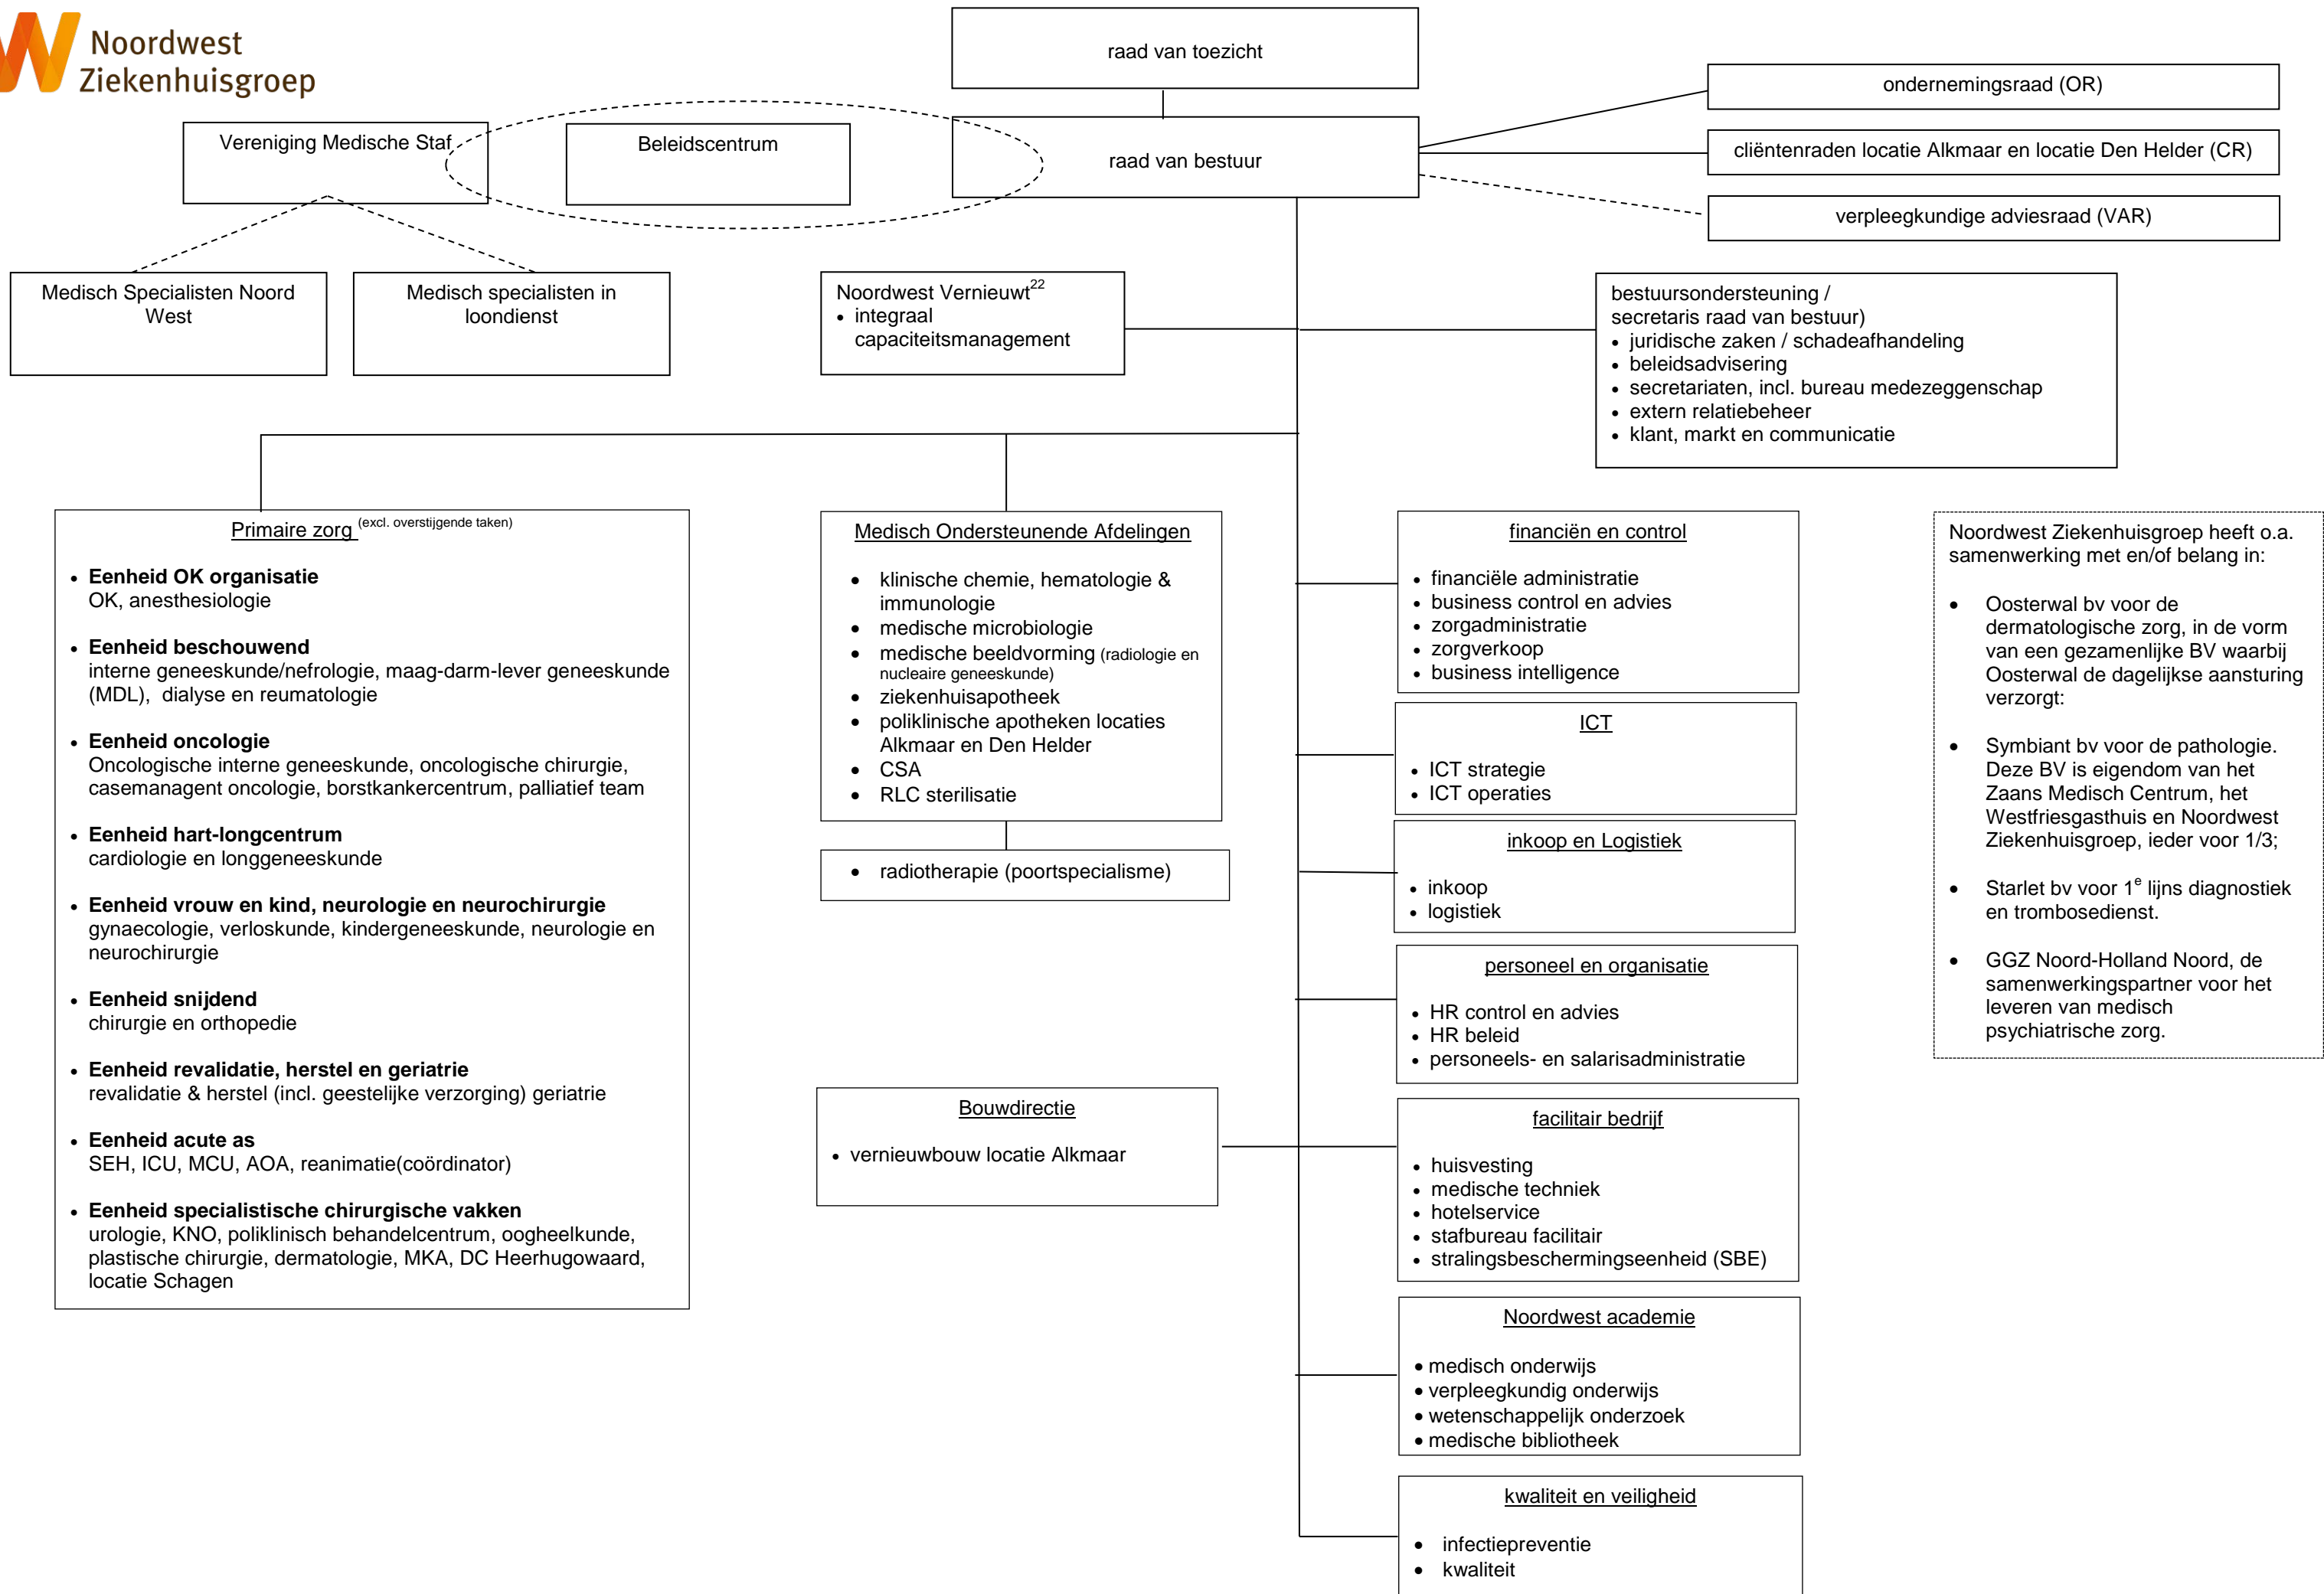 Noordwest
Ziekenhuisgroep
raad van toezicht
ondernemingsraad (OR)
Vereniging Medische Staf
Beleidscentrum
raad van bestuur
cliëntenraden locatie Alkmaar en locatie Den Helder (CR)
verpleegkundige adviesraad (VAR)
Medisch Specialisten Noord
West
Medisch specialisten in
loondienst
Noordwest Vernieuwt22
• integraal
capaciteitsmanagement
bestuursondersteuning /
secretaris raad van bestuur)
• juridische zaken / schadeafhandeling
• beleidsadvisering
• secretariaten, incl. bureau medezeggenschap
• extern relatiebeheer
• klant, markt en communicatie
Primaire zorg (excl. overstijgende taken)
• Eenheid OK organisatie
OK, anesthesiologie
• Eenheid beschouwend
interne geneeskunde/nefrologie, maag-darm-lever geneeskunde
(MDL), dialyse en reumatologie
• Eenheid oncologie
Oncologische interne geneeskunde, oncologische chirurgie,
casemanagent oncologie, borstkankercentrum, palliatief team
• Eenheid hart-longcentrum
cardiologie en longgeneeskunde
• Eenheid vrouw en kind, neurologie en neurochirurgie
gynaecologie, verloskunde, kindergeneeskunde, neurologie en
neurochirurgie
• Eenheid snijdend
chirurgie en orthopedie
• Eenheid revalidatie, herstel en geriatrie
revalidatie & herstel (incl. geestelijke verzorging) geriatrie
• Eenheid acute as
SEH, ICU, MCU, AOA, reanimatie(coördinator)
• Eenheid specialistische chirurgische vakken
urologie, KNO, poliklinisch behandelcentrum, oogheelkunde,
plastische chirurgie, dermatologie, MKA, DC Heerhugowaard,
locatie Schagen
Medisch Ondersteunende Afdelingen
• klinische chemie, hematologie &
immunologie
• medische microbiologie
• medische beeldvorming (radiologie en
nucleaire geneeskunde)
• ziekenhuisapotheek
• poliklinische apotheken locaties
Alkmaar en Den Helder
• CSA
• RLC sterilisatie
• radiotherapie (poortspecialisme)
Bouwdirectie
• vernieuwbouw locatie Alkmaar
financiën en control
• financiële administratie
• business control en advies
• zorgadministratie
• zorgverkoop
• business intelligence
ICT
• ICT strategie
• ICT operaties
inkoop en Logistiek
• inkoop
• logistiek
personeel en organisatie
• HR control en advies
• HR beleid
• personeels- en salarisadministratie
facilitair bedrijf
• huisvesting
• medische techniek
• hotelservice
• stafbureau facilitair
• stralingsbeschermingseenheid (SBE)
Noordwest academie
• medisch onderwijs
• verpleegkundig onderwijs
• wetenschappelijk onderzoek
• medische bibliotheek
kwaliteit en veiligheid
• infectiepreventie
• kwaliteit
Noordwest Ziekenhuisgroep heeft o.a.
samenwerking met en/of belang in:
• Oosterwal bv voor de
dermatologische zorg, in de vorm
van een gezamenlijke BV waarbij
Oosterwal de dagelijkse aansturing
verzorgt:
• Symbiant bv voor de pathologie.
Deze BV is eigendom van het
Zaans Medisch Centrum, het
Westfriesgasthuis en Noordwest
Ziekenhuisgroep, ieder voor 1/3;
• Starlet bv voor 1e lijns diagnostiek
en trombosedienst.
• GGZ Noord-Holland Noord, de
samenwerkingspartner voor het
leveren van medisch
psychiatrische zorg.